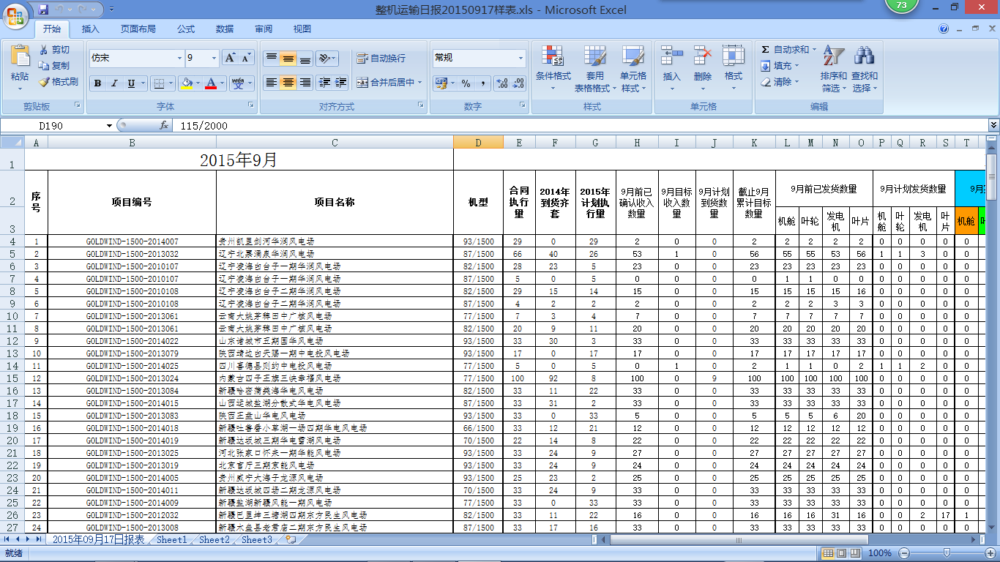 整机运输日报20150917样表.xls - Microsoft Excel
73
开始 插入 页面布局 公式 数据 审阅 视图
粘贴 剪切 复制 格式刷 剪贴板
仿宋 9 字体
自动换行 合并后居中 对齐方式
常规 数字
条件格式 套用表格格式 单元格样式 样式
插入 删除 格式 单元格
Σ 自动求和 填充 清除 排序和筛选 查找和选择 编辑
D190 fx 115/2000
A B C D E F G H I J K L M N O P Q R S T
1 2015年9月
2 序号 项目编号 项目名称 机型 合同执行量 2014年到货齐套 2015年计划执行量 9月前已确认收入数量 9月目标收入数量 9月计划到货数量 截止9月累计目标数量 9月前已发货数量 9月计划发货数量
3 机舱 叶轮 发电机 叶片 机舱 叶轮 发电机 叶片 机舱
4 1 GOLDWIND-1500-2014007 贵州凯里剑河华润风电场 93/1500 29 0 29 2 0 0 2 2 2 2 2 0 0 0 0 0
5 2 GOLDWIND-1500-2013032 辽宁北票涌泉华润风电场 87/1500 66 40 26 53 1 0 56 55 55 53 56 1 1 3 0 0
6 3 GOLDWIND-1500-2010107 辽宁凌海白台子一期华润风电场 82/1500 28 23 5 23 0 0 23 23 23 23 23 0 0 0 0 0
7 4 GOLDWIND-1500-2010107 辽宁凌海白台子一期华润风电场 87/1500 5 0 5 0 0 0 0 1 1 0 0 0 0 0 0 0
8 5 GOLDWIND-1500-2010108 辽宁凌海白台子二期华润风电场 82/1500 29 15 14 15 0 0 15 15 15 15 16 0 0 0 0 0
9 6 GOLDWIND-1500-2010108 辽宁凌海白台子二期华润风电场 87/1500 4 2 2 2 0 0 2 2 2 3 3 0 0 0 0 0
10 7 GOLDWIND-1500-2013061 云南大姚茅稗田中广核风电场 77/1500 7 3 4 7 0 0 7 7 7 7 7 0 0 0 0 0
11 8 GOLDWIND-1500-2013061 云南大姚茅稗田中广核风电场 82/1500 20 9 11 20 0 0 20 20 20 20 20 0 0 0 0 0
12 9 GOLDWIND-1500-2014022 山东诸城市五期国华风电场 93/1500 33 30 3 33 0 0 33 33 33 33 33 0 0 0 0 0
13 10 GOLDWIND-1500-2013079 陕西靖边台天赐一期中电投风电场 93/1500 17 0 17 17 0 0 17 17 17 17 17 0 0 0 0 0
14 11 GOLDWIND-1500-2014025 四川喜德县则约中电投风电场 77/1500 5 0 5 0 1 0 2 1 1 0 2 1 1 2 0 0
15 12 GOLDWIND-1500-2013024 内蒙古四子王旗三峡幸福风电场 77/1500 100 92 8 100 0 9 100 100 100 100 100 0 0 0 0 0
16 13 GOLDWIND-1500-2013084 新疆哈密淖类海华电风电场 82/1500 33 11 22 33 0 0 33 33 33 33 33 0 0 0 0 0
17 14 GOLDWIND-1500-2014015 山西运城盐湖分散式华电风电场 87/1500 33 31 2 33 0 0 33 33 33 33 33 0 0 0 0 0
18 15 GOLDWIND-1500-2013083 陕西王盘山华电风电场 93/1500 33 0 33 5 0 0 5 5 5 6 20 0 0 0 0 0
19 16 GOLDWIND-1500-2014018 新疆吐鲁番小草湖一场四期华电风电场 66/1500 33 12 21 12 0 0 12 12 12 12 12 0 0 0 0 0
20 17 GOLDWIND-1500-2014019 新疆达坂城三期华电雷湖风电场 70/1500 22 14 8 22 0 0 22 22 22 22 22 0 0 0 0 0
21 18 GOLDWIND-1500-2013025 河北张家口怀来一期华能风电场 93/1500 33 24 9 27 0 0 27 27 27 27 27 0 0 0 0 0
22 19 GOLDWIND-1500-2013019 北京官厅三期京能风电场 93/1500 33 24 9 24 0 0 24 24 24 24 24 0 0 0 0 0
23 20 GOLDWIND-1500-2014005 贵州威宁大海子龙源风电场 93/1500 25 23 2 25 0 0 25 25 25 25 25 0 0 0 0 0
24 21 GOLDWIND-1500-2014011 新疆达坂城四场二期龙源风电场 70/1500 33 24 9 33 0 0 33 33 33 33 33 0 0 0 0 0
25 22 GOLDWIND-1500-2014009 新疆盐湖新疆风能一期风电场 77/1500 33 0 33 33 0 0 33 33 33 33 33 0 0 0 0 0
26 23 GOLDWIND-1500-2012032 新疆巴里坤三塘湖四期东方民生风电场 82/1500 33 11 22 16 0 0 16 16 16 31 16 0 0 2 17 1
27 24 GOLDWIND-1500-2013008 新疆木垒县老君庙二期东方民生风电场 87/1500 33 17 16 33 0 0 33 33 33 33 33 0 0 0 0 0
2015年09月17日报表 Sheet1 Sheet2 Sheet3
就绪 100%